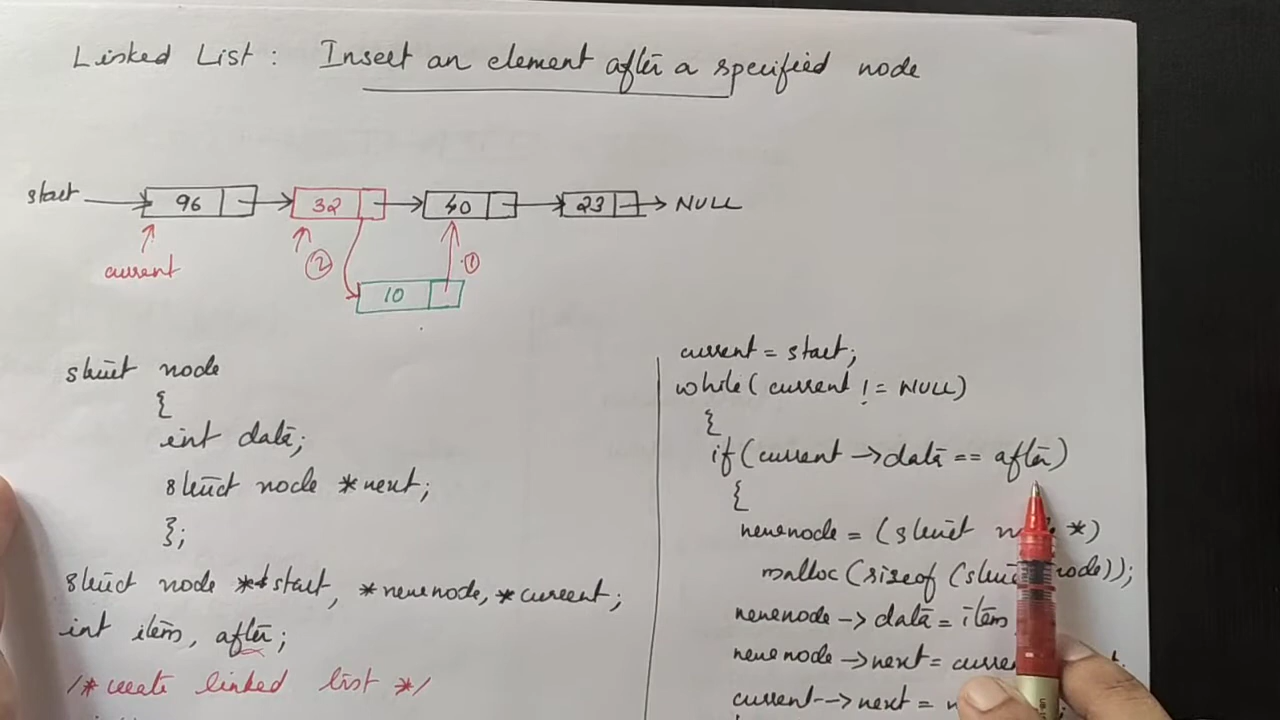 Linked List : Insert an element after a specified node
start 96 32 40 23 NULL
current ② ①
10
struct node
{
int data;
struct node *next;
};
struct node *start, *newnode, *current;
int item, after;
/* create linked list */
current = start;
while( current != NULL)
{
if(current ->data == after)
{
newnode = (struct node *)
malloc (sizeof (struct node));
newnode -> data = item
newnode ->next =
current -> next =